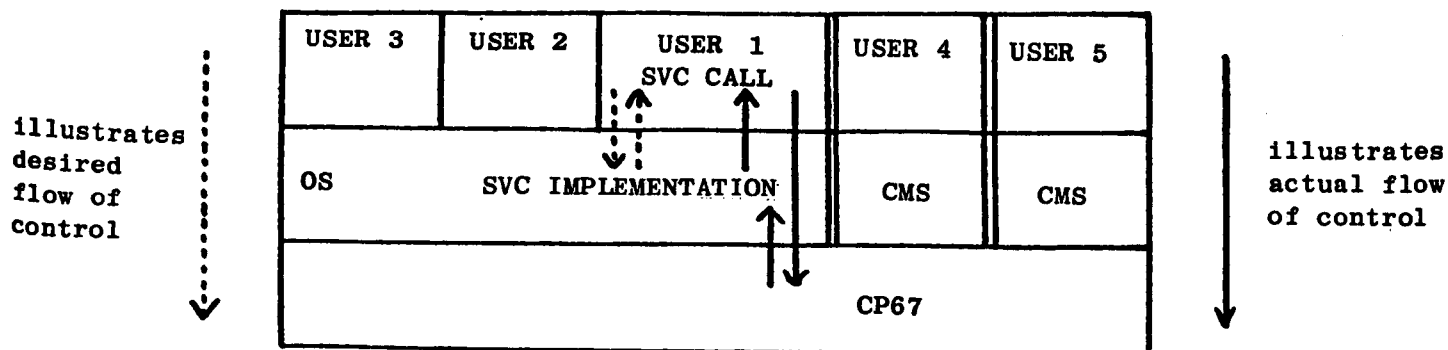 USER 3
USER 2
USER 1
SVC CALL
USER 4
USER 5
illustrates
desired
flow of
control
OS
SVC IMPLEMENTATION
CMS
CMS
illustrates
actual flow
of control
CP67